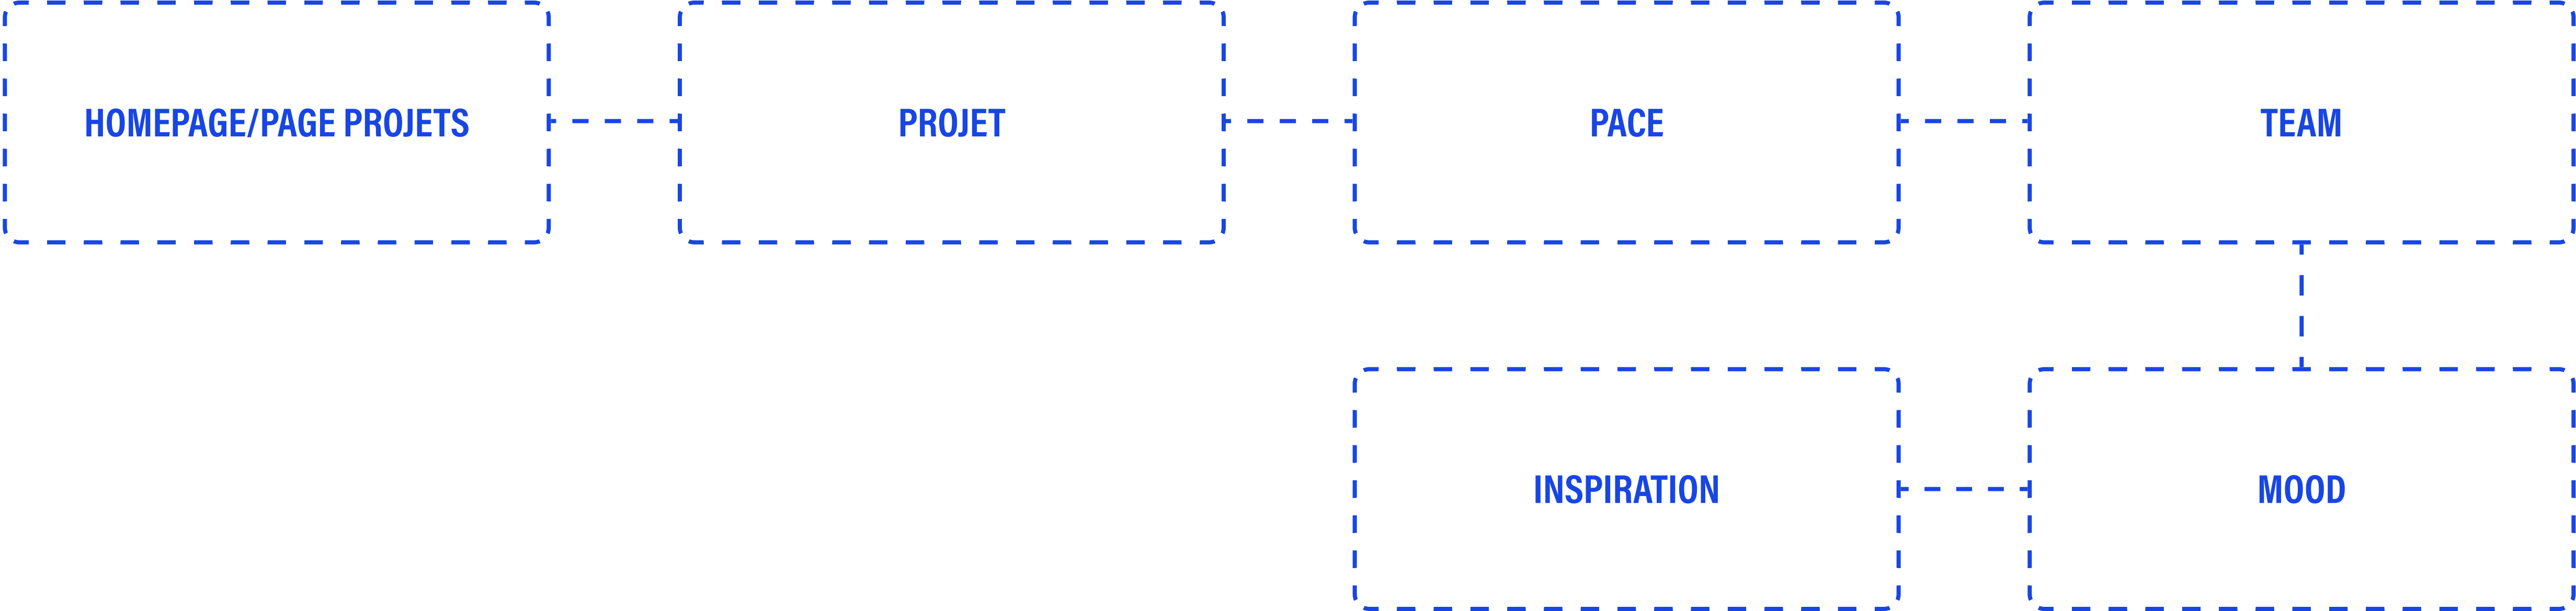 HOMEPAGE/PAGE PROJETS
PROJET
PACE
TEAM
INSPIRATION
MOOD